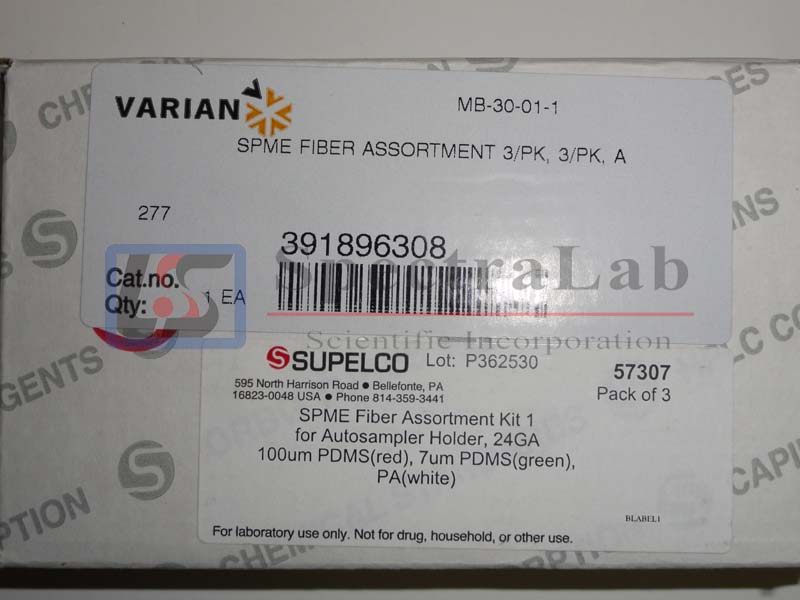 VARIAN
MB-30-01-1
SPME FIBER ASSORTMENT 3/PK, 3/PK, A
277
391896308
Cat.no.
Qty: 1 EA
SpectraLab
Scientific Incorporation
SUPELCO Lot: P362530
57307
595 North Harrison Road ● Bellefonte, PA
16823-0048 USA ● Phone 814-359-3441
Pack of 3
SPME Fiber Assortment Kit 1
for Autosampler Holder, 24GA
100um PDMS(red), 7um PDMS(green),
PA(white)
BLABEL1
For laboratory use only. Not for drug, household, or other use.